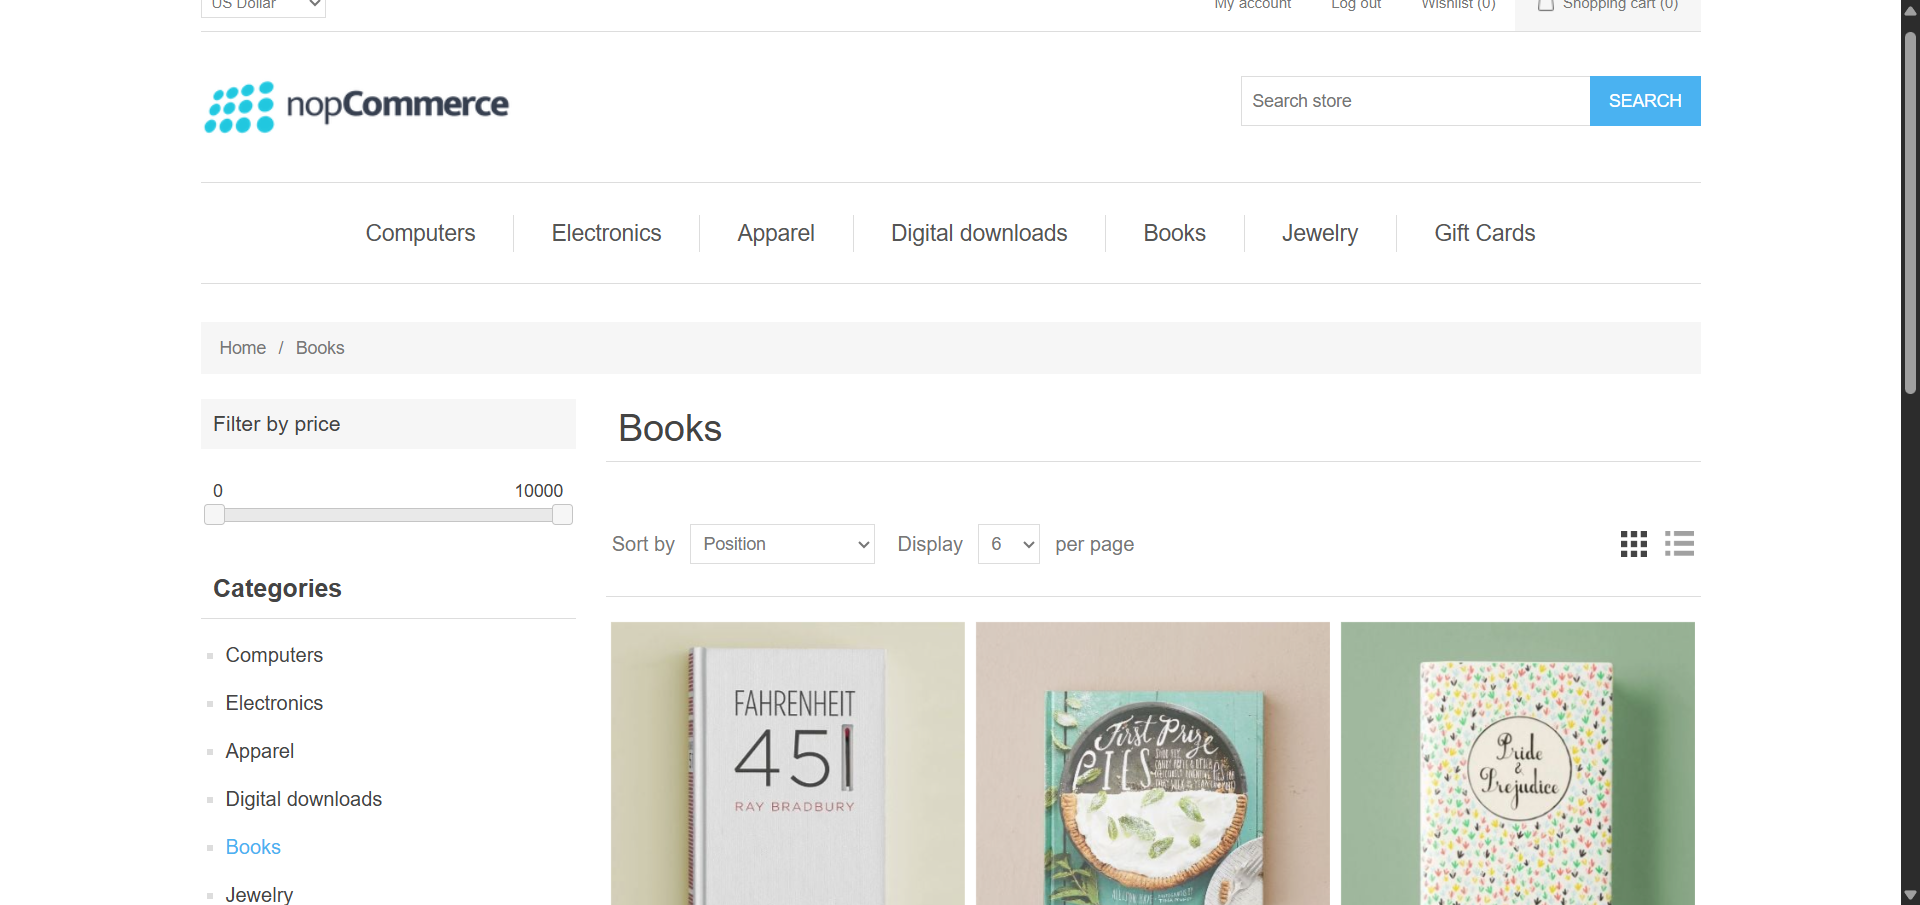 US Dollar
My account
Log out
Wishlist (0)
Shopping cart (0)
nopCommerce
Search store
SEARCH
Computers
Electronics
Apparel
Digital downloads
Books
Jewelry
Gift Cards
Home / Books
Filter by price
0
10000
Categories
Computers
Electronics
Apparel
Digital downloads
Books
Jewelry
Books
Sort by
Position
Display
6
per page
FAHRENHEIT
451
RAY BRADBURY
First Prize
PIES
Pride
&
Prejudice